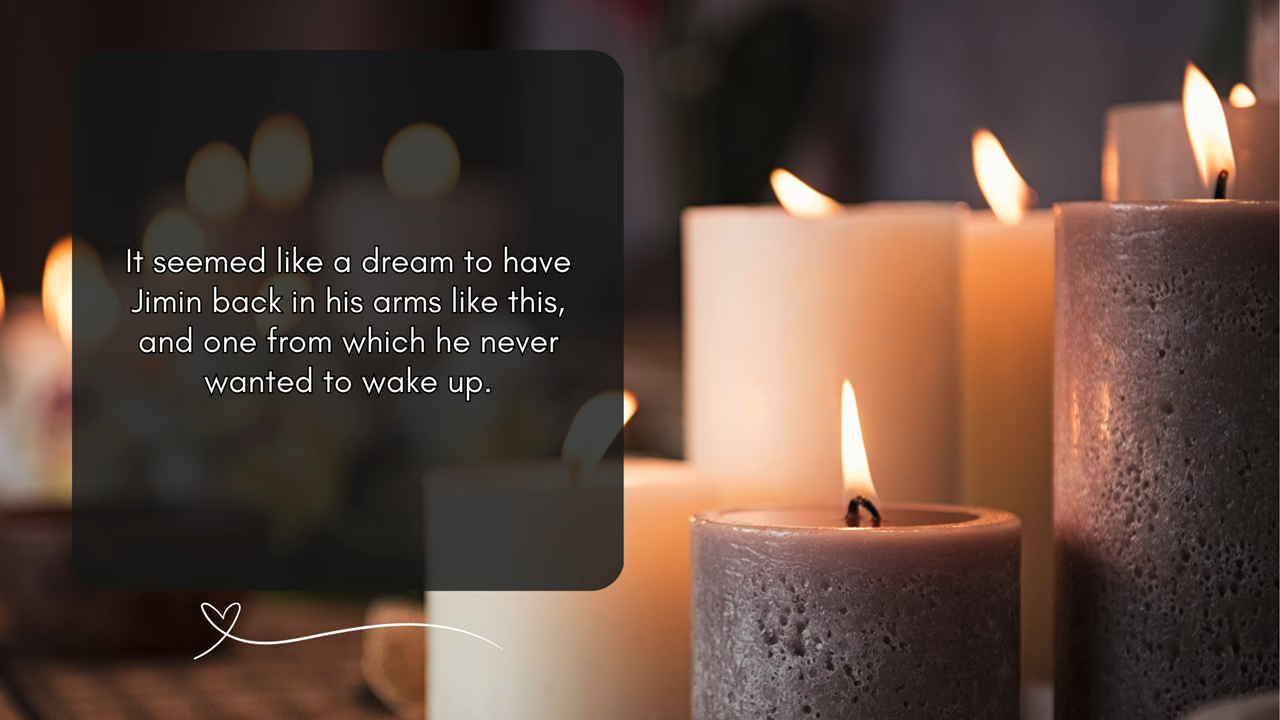 It seemed like a dream to have
Jimin back in his arms like this,
and one from which he never
wanted to wake up.